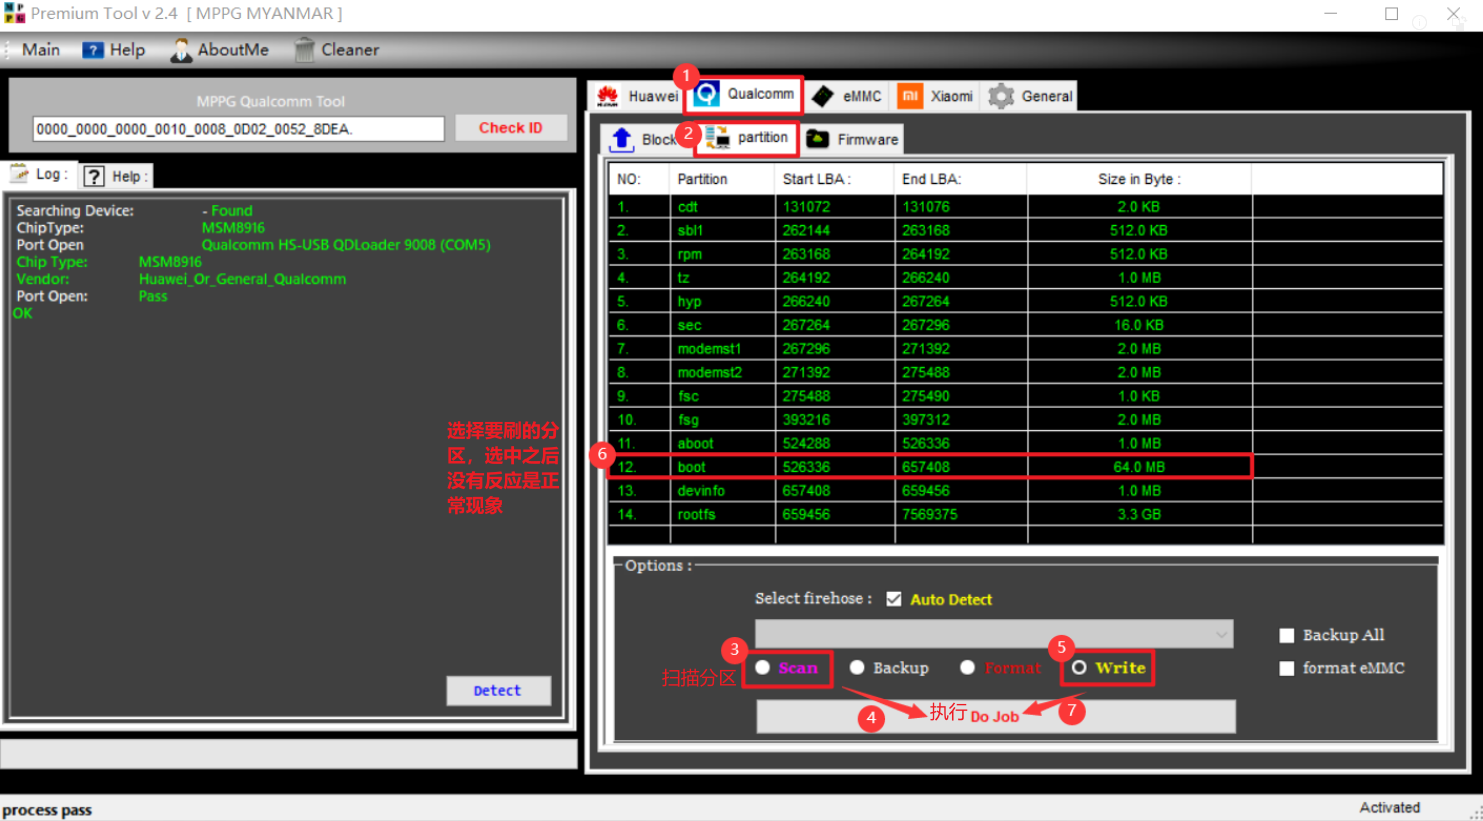 Premium Tool v 2.4 [ MPPG MYANMAR ]
Main Help AboutMe Cleaner
MPPG Qualcomm Tool
0000_0000_0000_0010_0008_0D02_0052_8DEA.
Check ID
Log :
Help :
Searching Device: - Found
ChipType: MSM8916
Port Open Qualcomm HS-USB QDLoader 9008 (COM5)
Chip Type: MSM8916
Vendor: Huawei_Or_General_Qualcomm
Port Open: Pass
OK
选择要刷的分
区，选中之后
没有反应是正
常现象
Detect
1
Huawei Qualcomm eMMC Xiaomi General
2
Block partition Firmware
NO: Partition Start LBA : End LBA: Size in Byte :
1. cdt 131072 131076 2.0 KB
2. sbl1 262144 263168 512.0 KB
3. rpm 263168 264192 512.0 KB
4. tz 264192 266240 1.0 MB
5. hyp 266240 267264 512.0 KB
6. sec 267264 267296 16.0 KB
7. modemst1 267296 271392 2.0 MB
8. modemst2 271392 275488 2.0 MB
9. fsc 275488 275490 1.0 KB
10. fsg 393216 397312 2.0 MB
11. aboot 524288 526336 1.0 MB
6
12. boot 526336 657408 64.0 MB
13. devinfo 657408 659456 1.0 MB
14. rootfs 659456 7569375 3.3 GB
Options :
Select firehose : Auto Detect
Backup All
3
5
扫描分区
Scan Backup Format Write
format eMMC
4
执行 Do Job
7
process pass
Activated